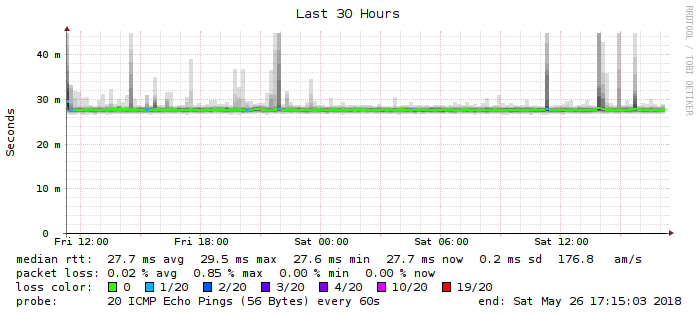 Last 30 Hours
RRDTOOL / TOBI OETIKER
Seconds
40 m
30 m
20 m
10 m
0
Fri 12:00 Fri 18:00 Sat 00:00 Sat 06:00 Sat 12:00
median rtt: 27.7 ms avg 29.5 ms max 27.6 ms min 27.7 ms now 0.2 ms sd 176.8 am/s
packet loss: 0.02 % avg 0.85 % max 0.00 % min 0.00 % now
loss color: 0 1/20 2/20 3/20 4/20 10/20 19/20
probe: 20 ICMP Echo Pings (56 Bytes) every 60s end: Sat May 26 17:15:03 2018